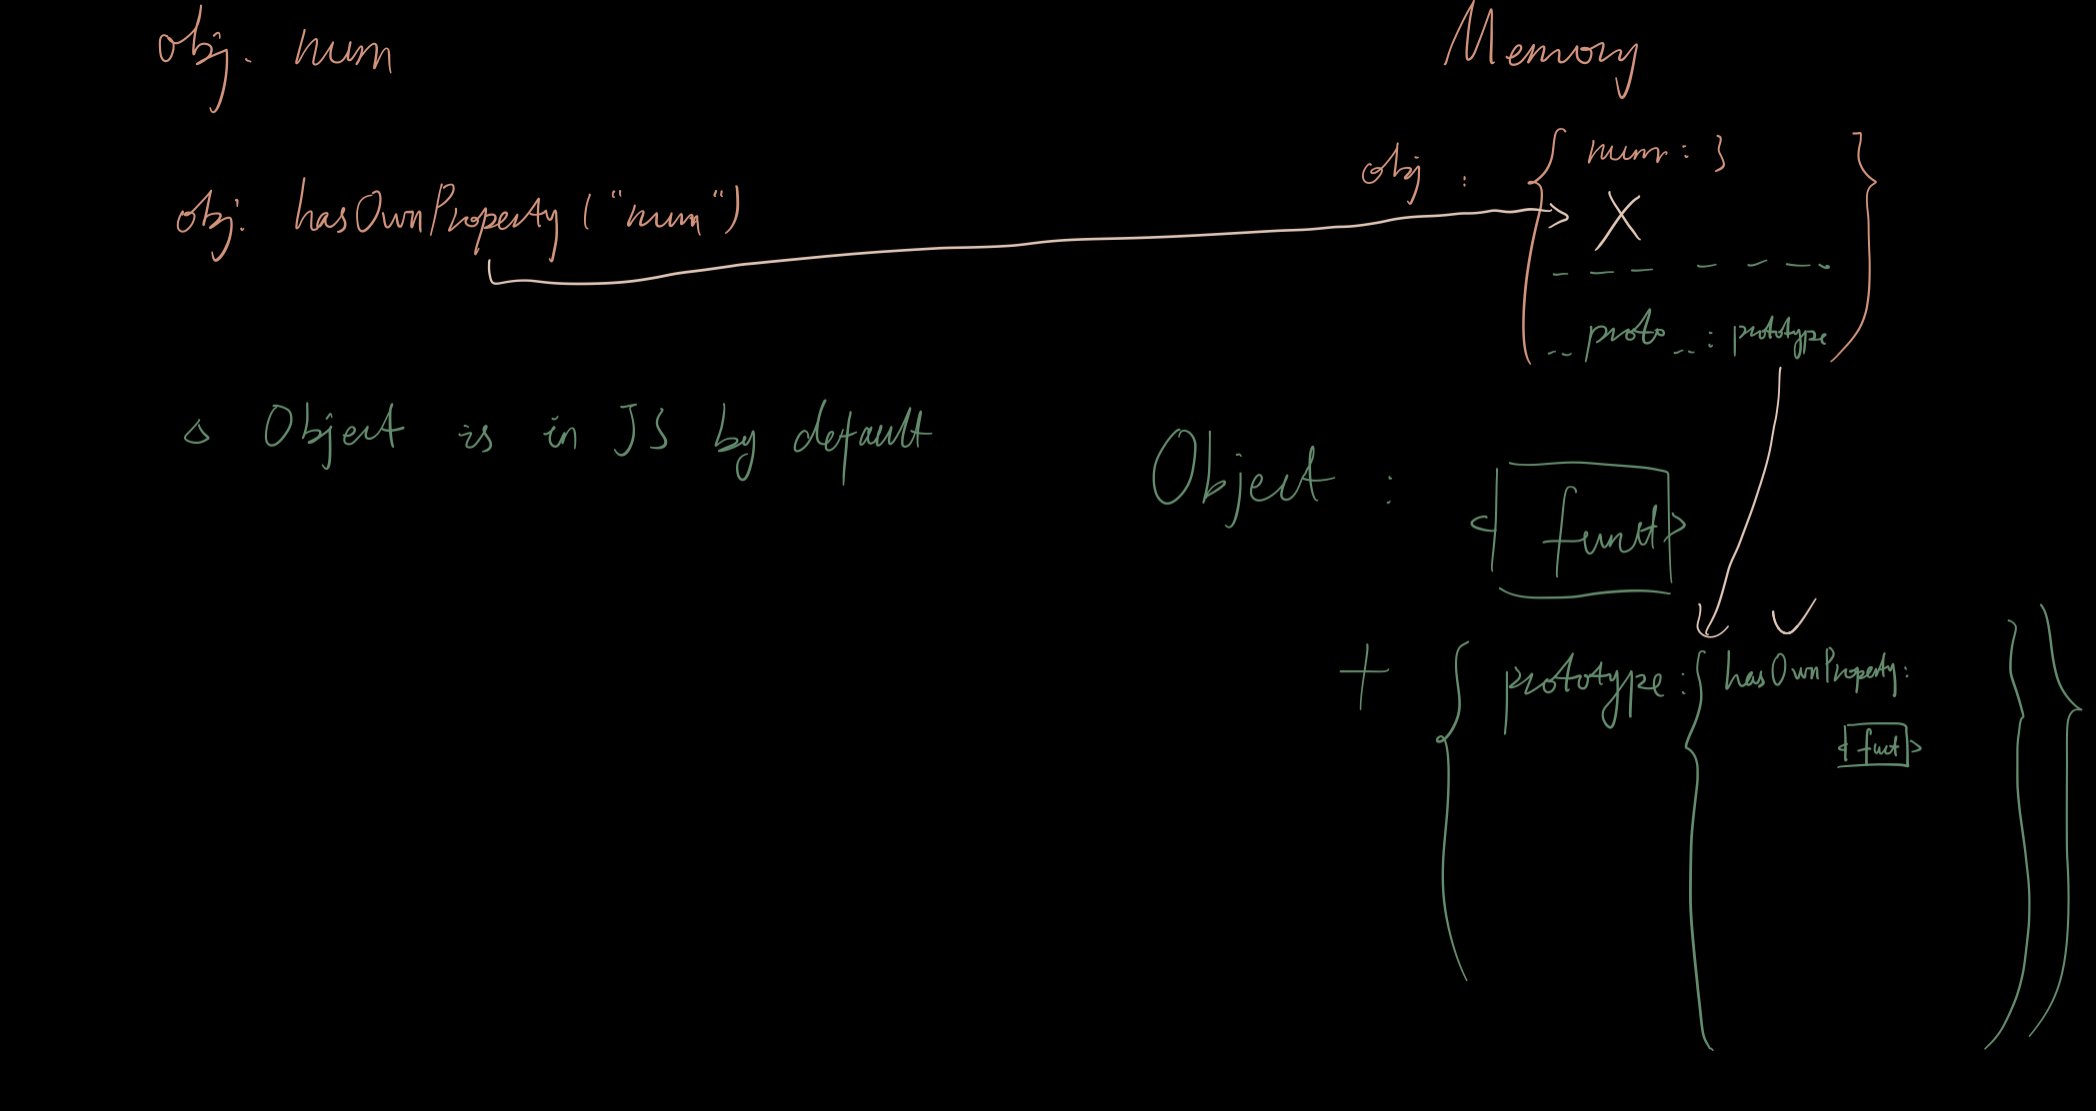 obj. num
Memory
obj. hasOwnProperty("num")
obj : { num : 3
X
__proto__ : prototype }
Object is in JS by default
Object : funct
+ { prototype : { hasOwnProperty :
funct } }